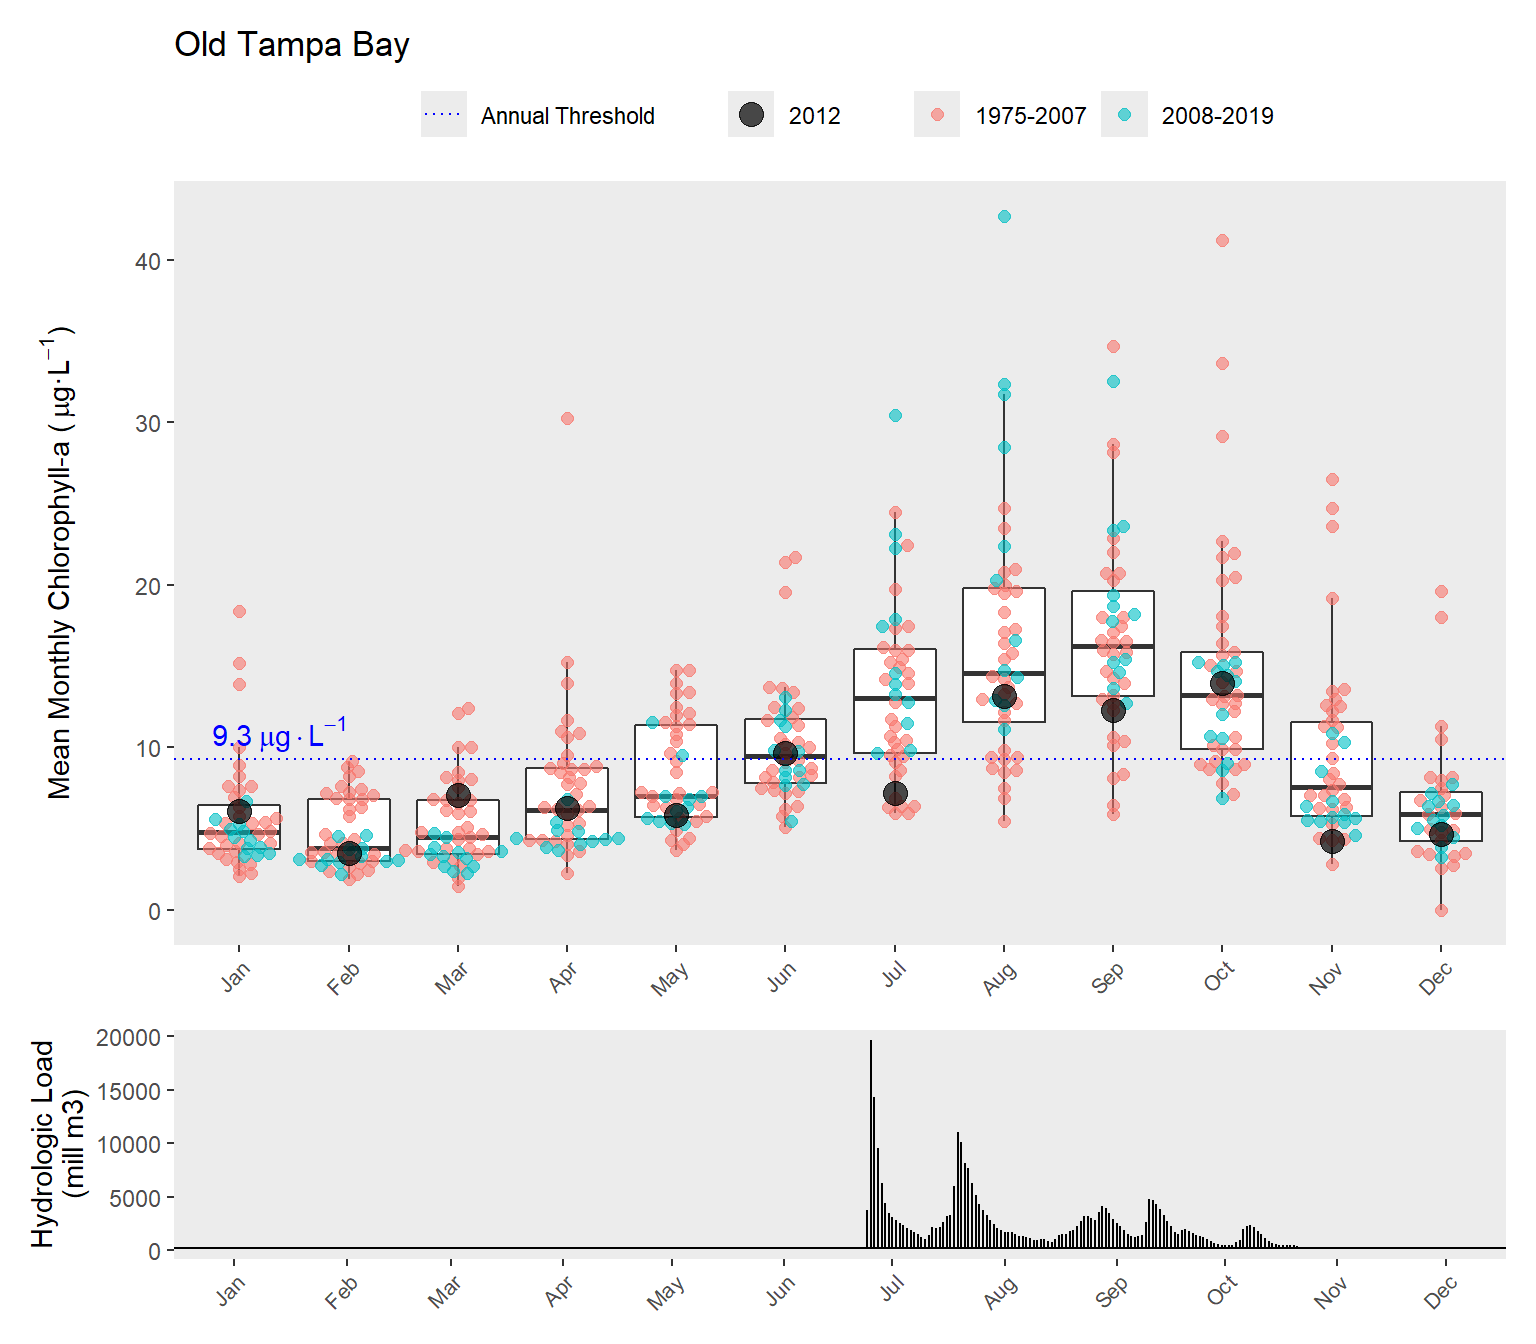 Old Tampa Bay
Annual Threshold 2012 1975-2007 2008-2019
Mean Monthly Chlorophyll-a ( µg·L⁻¹)
40
30
20
10
0
9.3 µg·L⁻¹
Jan Feb Mar Apr May Jun Jul Aug Sep Oct Nov Dec
Hydrologic Load
(mill m3)
20000
15000
10000
5000
0
Jan Feb Mar Apr May Jun Jul Aug Sep Oct Nov Dec